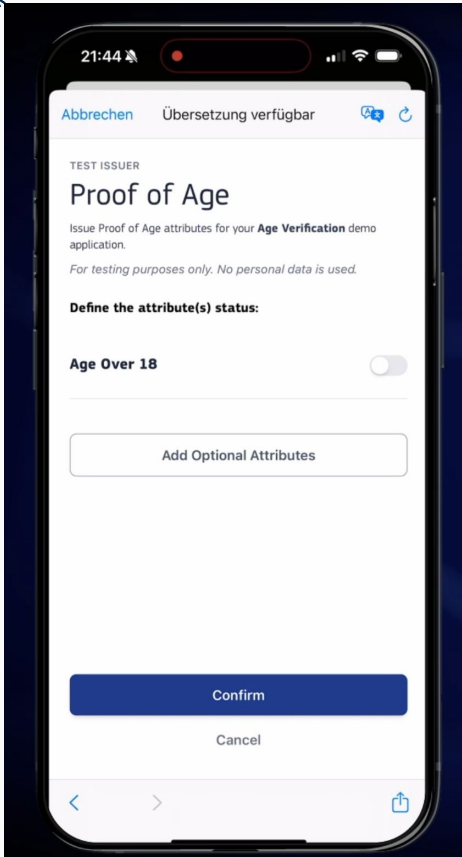 21:44
Abbrechen Übersetzung verfügbar
TEST ISSUER
Proof of Age
Issue Proof of Age attributes for your Age Verification demo
application.
For testing purposes only. No personal data is used.
Define the attribute(s) status:
Age Over 18
Add Optional Attributes
Confirm
Cancel